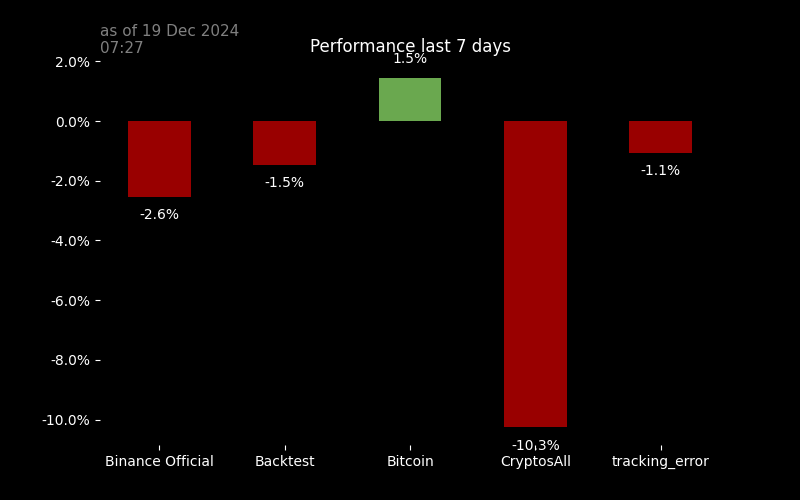 as of 19 Dec 2024
07:27
Performance last 7 days
2.0%
0.0%
-2.0%
-4.0%
-6.0%
-8.0%
-10.0%
-2.6%
-1.5%
1.5%
-10.3%
-1.1%
Binance Official
Backtest
Bitcoin
CryptosAll
tracking_error